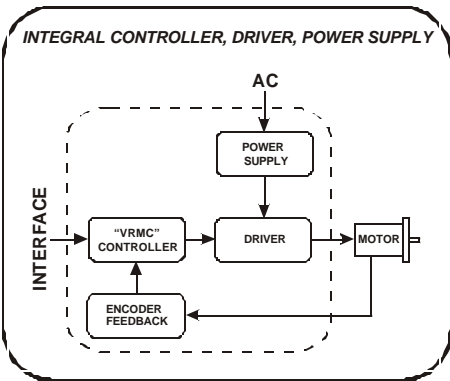 INTEGRAL CONTROLLER, DRIVER, POWER SUPPLY
AC
POWER
SUPPLY
INTERFACE
"VRMC"
CONTROLLER
DRIVER
MOTOR
ENCODER
FEEDBACK